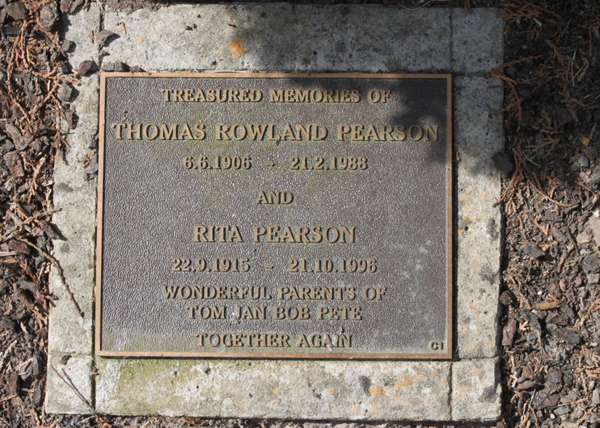 TREASURED MEMORIES OF
THOMAS ROWLAND PEARSON
6.6.1906 - 21.2.1988
AND
RITA PEARSON
22.9.1915 - 21.10.1996
WONDERFUL PARENTS OF
TOM JAN BOB PETE
TOGETHER AGAIN
C1